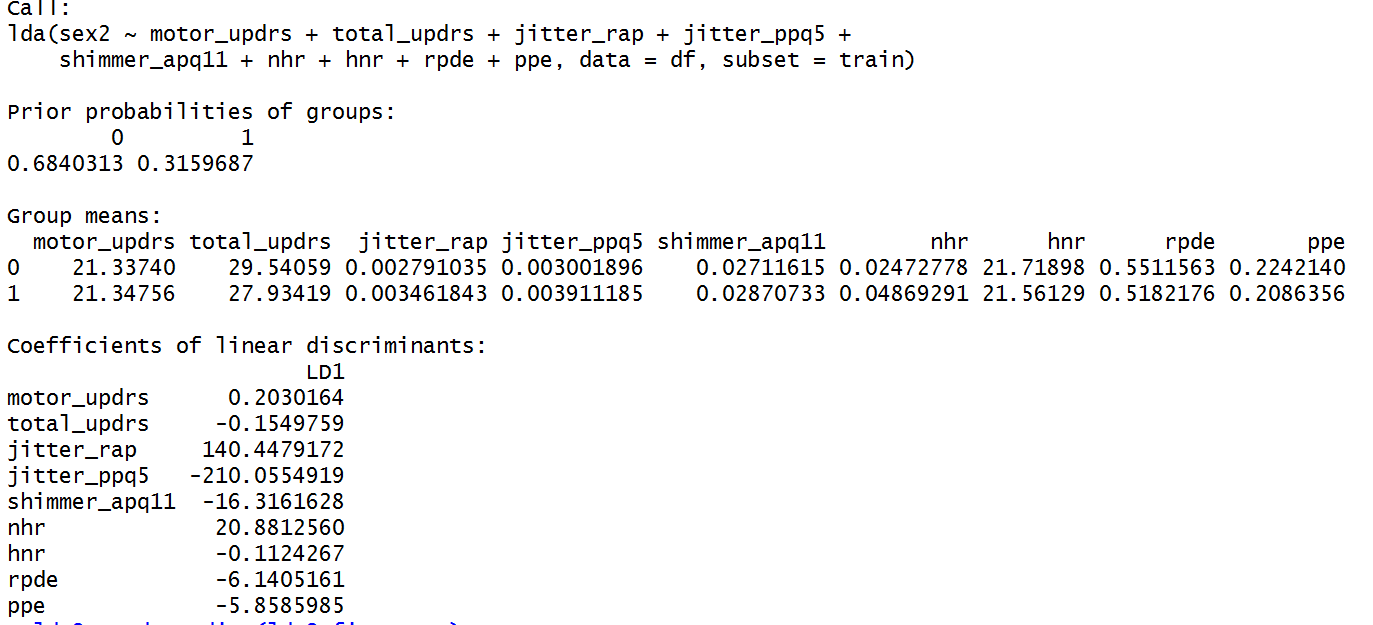 Call:
lda(sex2 ~ motor_updrs + total_updrs + jitter_rap + jitter_ppq5 +
    shimmer_apq11 + nhr + hnr + rpde + ppe, data = df, subset = train)

Prior probabilities of groups:
        0         1
0.6840313 0.3159687

Group means:
  motor_updrs total_updrs  jitter_rap jitter_ppq5 shimmer_apq11        nhr      hnr      rpde       ppe
0    21.33740    29.54059 0.002791035 0.003001896    0.02711615 0.02472778 21.71898 0.5511563 0.2242140
1    21.34756    27.93419 0.003461843 0.003911185    0.02870733 0.04869291 21.56129 0.5182176 0.2086356

Coefficients of linear discriminants:
                       LD1
motor_updrs      0.2030164
total_updrs     -0.1549759
jitter_rap     140.4479172
jitter_ppq5   -210.0554919
shimmer_apq11  -16.3161628
nhr             20.8812560
hnr             -0.1124267
rpde            -6.1405161
ppe             -5.8585985